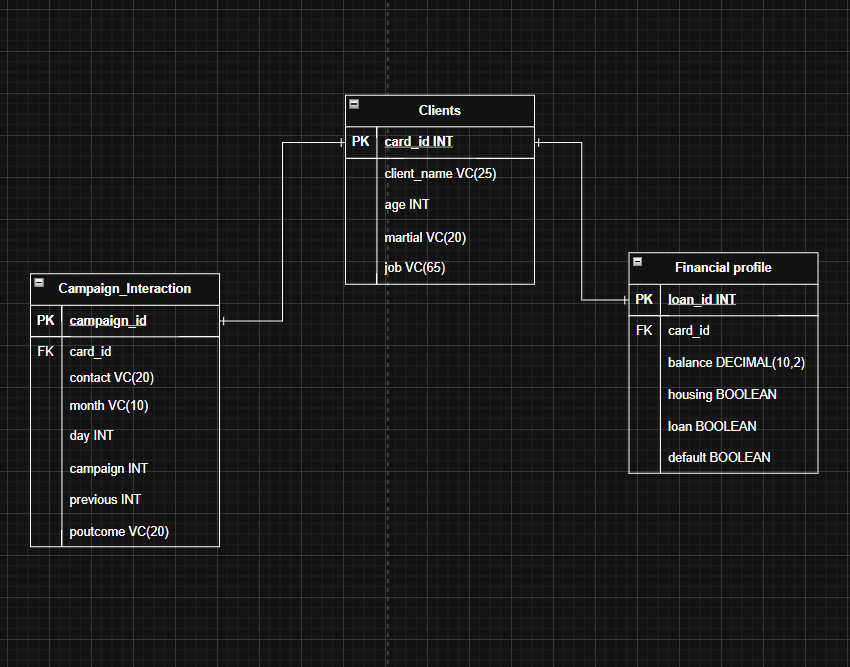 Clients
PK card_id INT
client_name VC(25)
age INT
martial VC(20)
job VC(65)
Campaign_Interaction
PK campaign_id
FK card_id
contact VC(20)
month VC(10)
day INT
campaign INT
previous INT
poutcome VC(20)
Financial profile
PK loan_id INT
FK card_id
balance DECIMAL(10,2)
housing BOOLEAN
loan BOOLEAN
default BOOLEAN